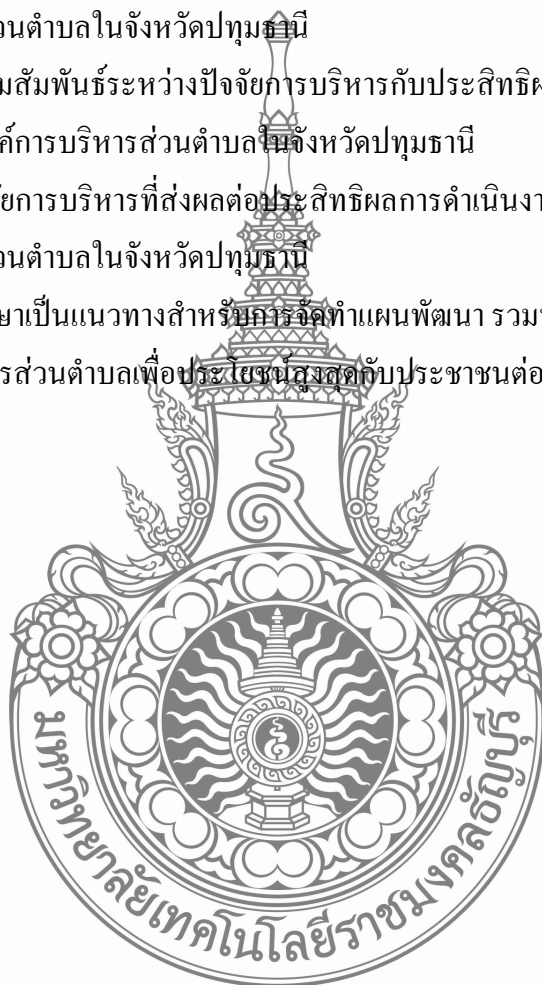 วนตำบลในจังหวัดปทุมธานี
มสัมพันธ์ระหว่างปัจจัยการบริหารกับประสิทธิผ
ค์การบริหารส่วนตำบลในจังหวัดปทุมธานี
ัยการบริหารที่ส่งผลต่อประสิทธิผลการดำเนินงา
วนตำบลในจังหวัดปทุมธานี
ษาเป็นแนวทางสำหรับการจัดทำแผนพัฒนา รวมท
รส่วนตำบลเพื่อประโยชน์สูงสุดกับประชาชนต่อ
มหาวิทยาลัยเทคโนโลยีราชมงคลธัญบุรี